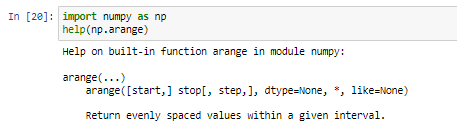 In [20]: import numpy as np
help(np.arange)
Help on built-in function arange in module numpy:
arange(...)
    arange([start,] stop[, step,], dtype=None, *, like=None)
    Return evenly spaced values within a given interval.